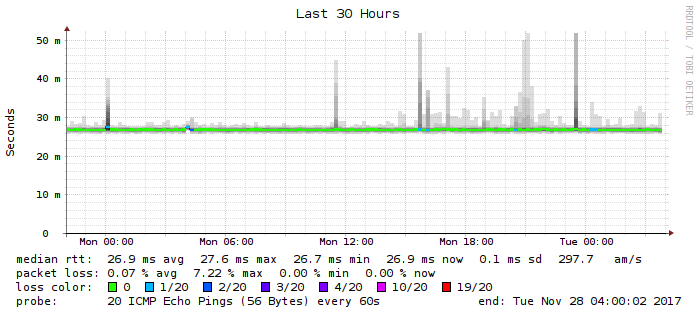 Last 30 Hours
RRDTOOL / TOBI OETIKER
Seconds
50 m
40 m
30 m
20 m
10 m
0
Mon 00:00 Mon 06:00 Mon 12:00 Mon 18:00 Tue 00:00
median rtt: 26.9 ms avg 27.6 ms max 26.7 ms min 26.9 ms now 0.1 ms sd 297.7 am/s
packet loss: 0.07 % avg 7.22 % max 0.00 % min 0.00 % now
loss color: 0 1/20 2/20 3/20 4/20 10/20 19/20
probe: 20 ICMP Echo Pings (56 Bytes) every 60s end: Tue Nov 28 04:00:02 2017